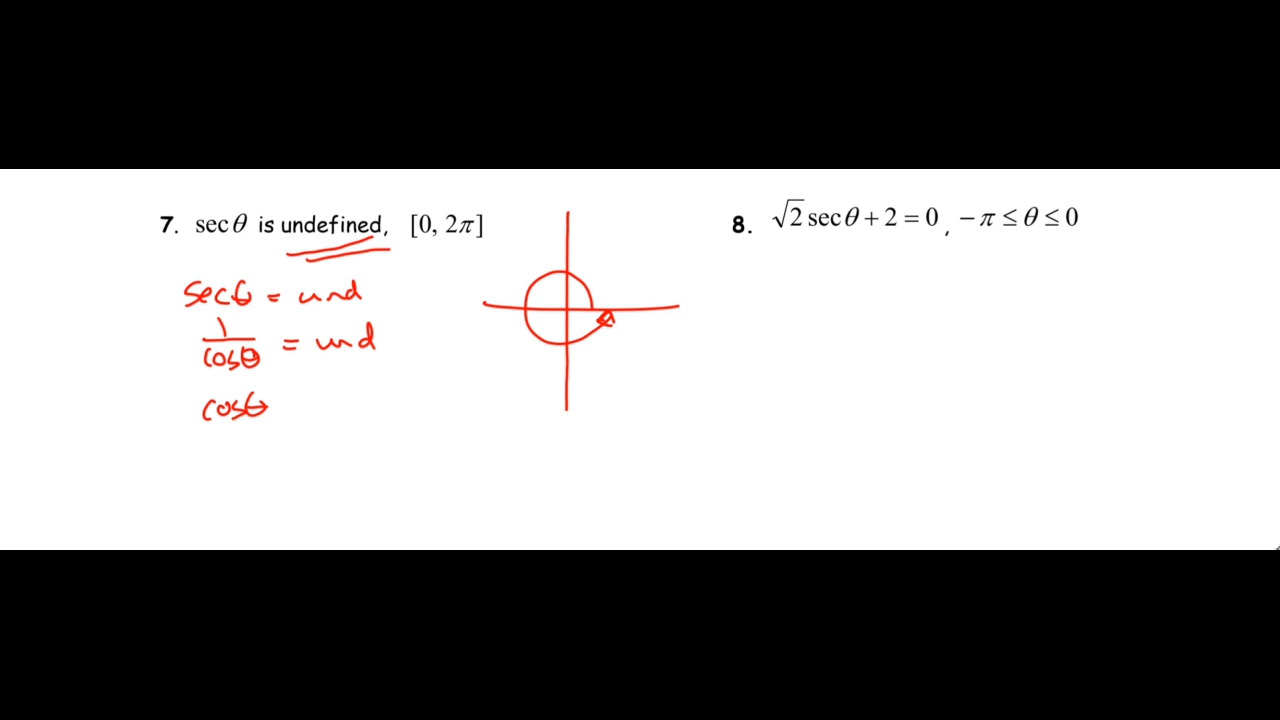 7. sec θ is undefined, [0, 2π]
secθ = und
1/cosθ = und
cosθ
8. √2 sec θ + 2 = 0, −π ≤ θ ≤ 0